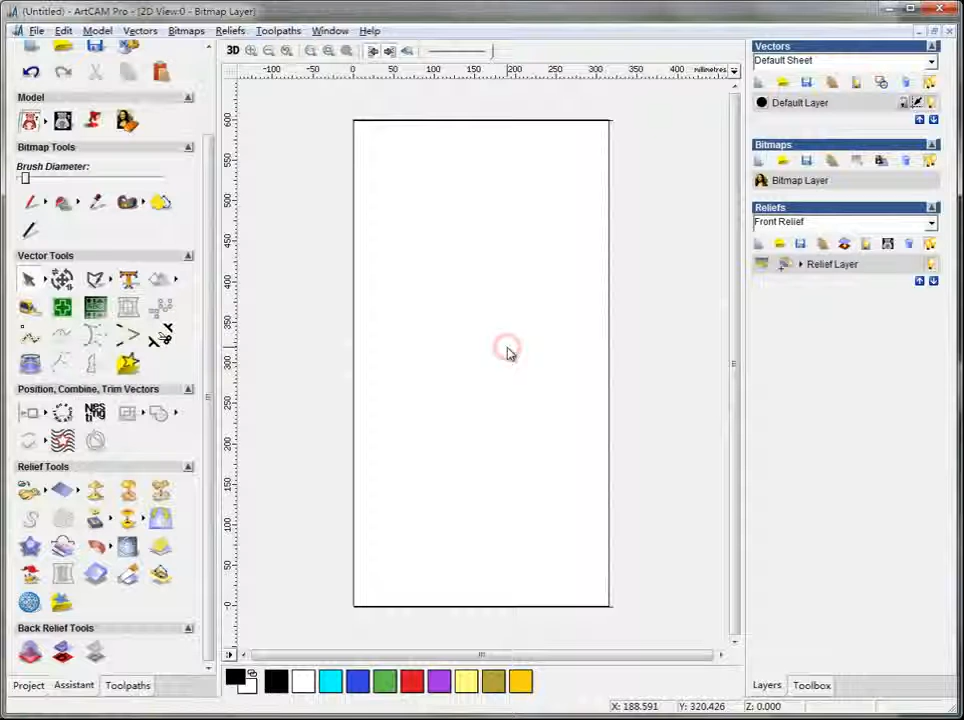 (Untitled) - ArtCAM Pro - [2D View:0 - Bitmap Layer]
File Edit Model Vectors Bitmaps Reliefs Toolpaths Window Help
3D
-100 -50 0 50 100 150 200 250 300 350 400 millimetres
600
550
500
450
400
350
300
250
200
150
100
50
-0
Model
Bitmap Tools
Brush Diameter:
Vector Tools
Position, Combine, Trim Vectors
Nes
ting
Relief Tools
Back Relief Tools
Project Assistant Toolpaths
Vectors
Default Sheet
Default Layer
Bitmaps
Bitmap Layer
Reliefs
Front Relief
Relief Layer
Layers Toolbox
X: 188.591 Y: 320.426 Z: 0.000